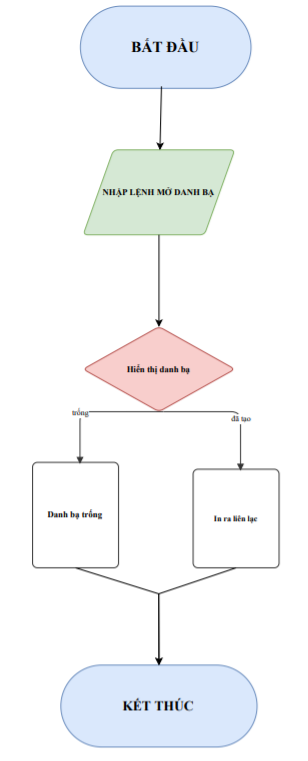 BẮT ĐẦU
NHẬP LỆNH MỞ DANH BẠ
Hiển thị danh bạ
trống
đã tạo
Danh bạ trống
In ra liên lạc
KẾT THÚC